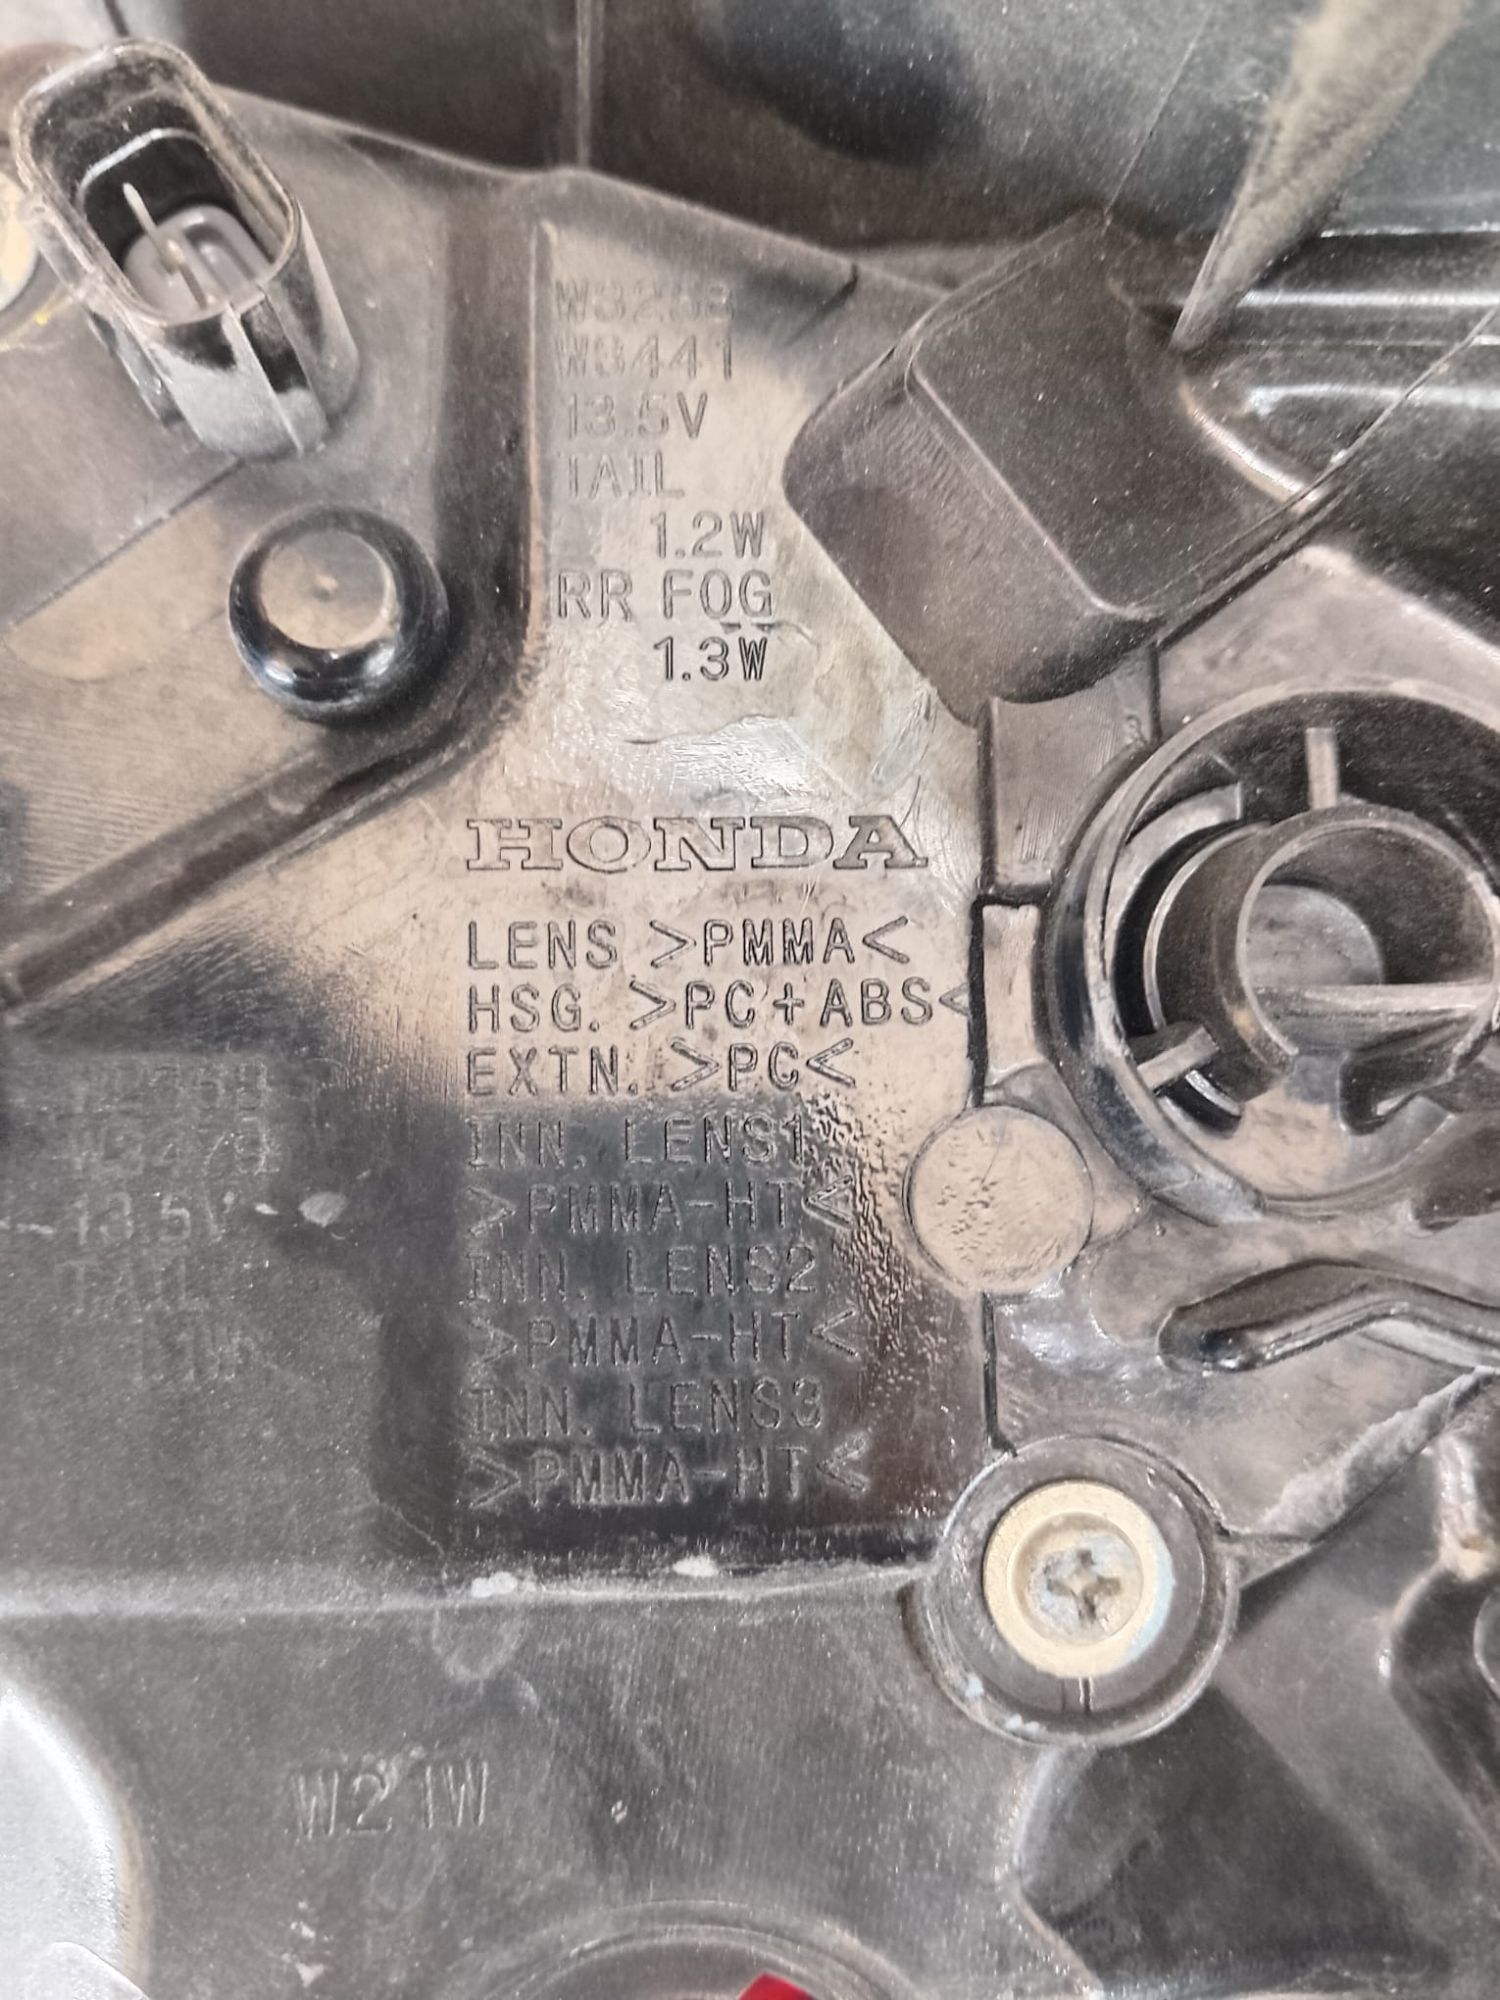 W3441
13.5V
TAIL
1.2W
RR FOG
1.3W
HONDA
LENS >PMMA<
HSG. >PC+ABS<
EXTN. >PC<
INN. LENS1
>PMMA-HT<
INN. LENS2
>PMMA-HT<
INN. LENS3
>PMMA-HT<
13.5V
TAIL
W21W